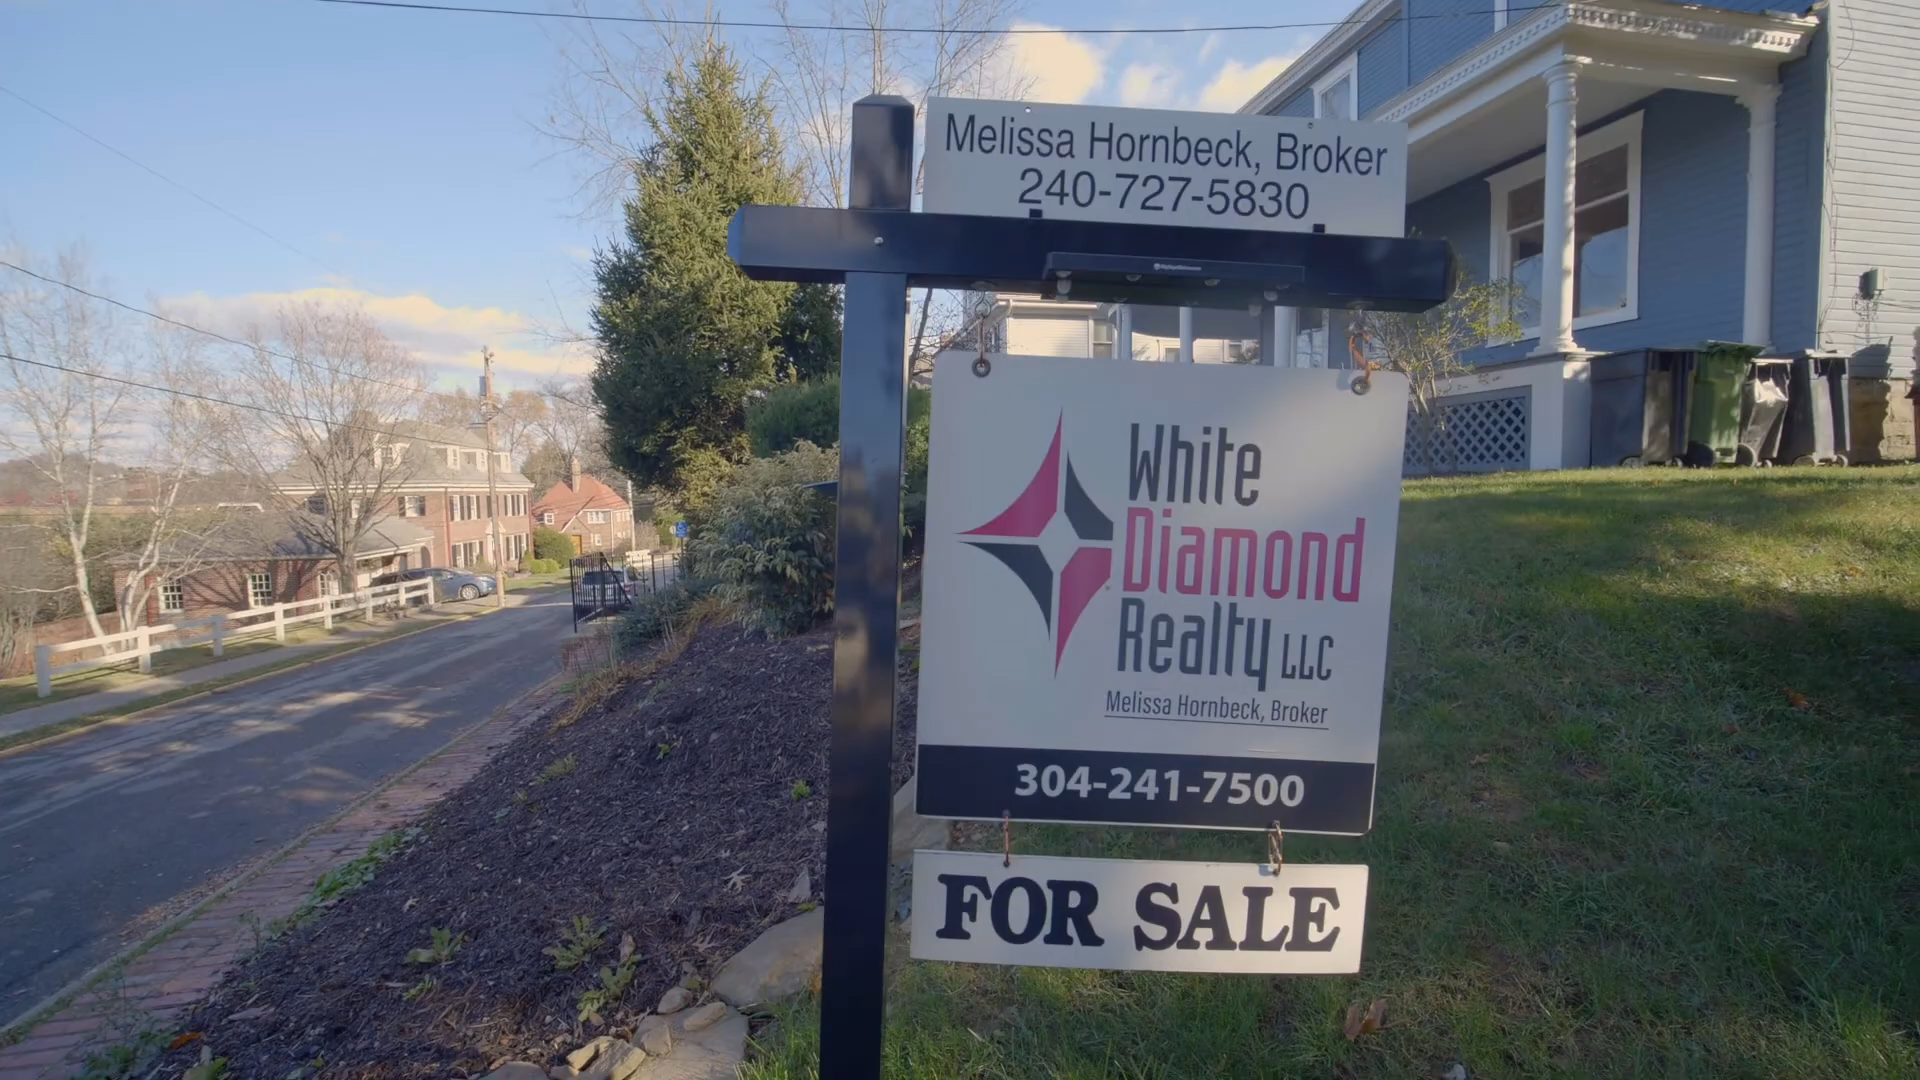 Melissa Hornbeck, Broker
240-727-5830
White
Diamond
Realty LLC
Melissa Hornbeck, Broker
304-241-7500
FOR SALE